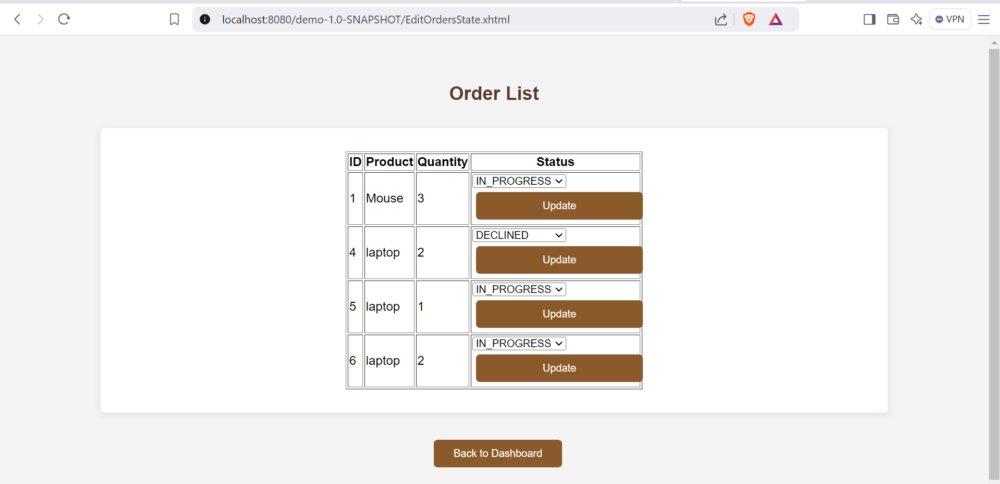 localhost:8080/demo-1.0-SNAPSHOT/EditOrdersState.xhtml
VPN
Order List
ID Product Quantity Status
1 Mouse 3 IN_PROGRESS
Update
4 laptop 2 DECLINED
Update
5 laptop 1 IN_PROGRESS
Update
6 laptop 2 IN_PROGRESS
Update
Back to Dashboard